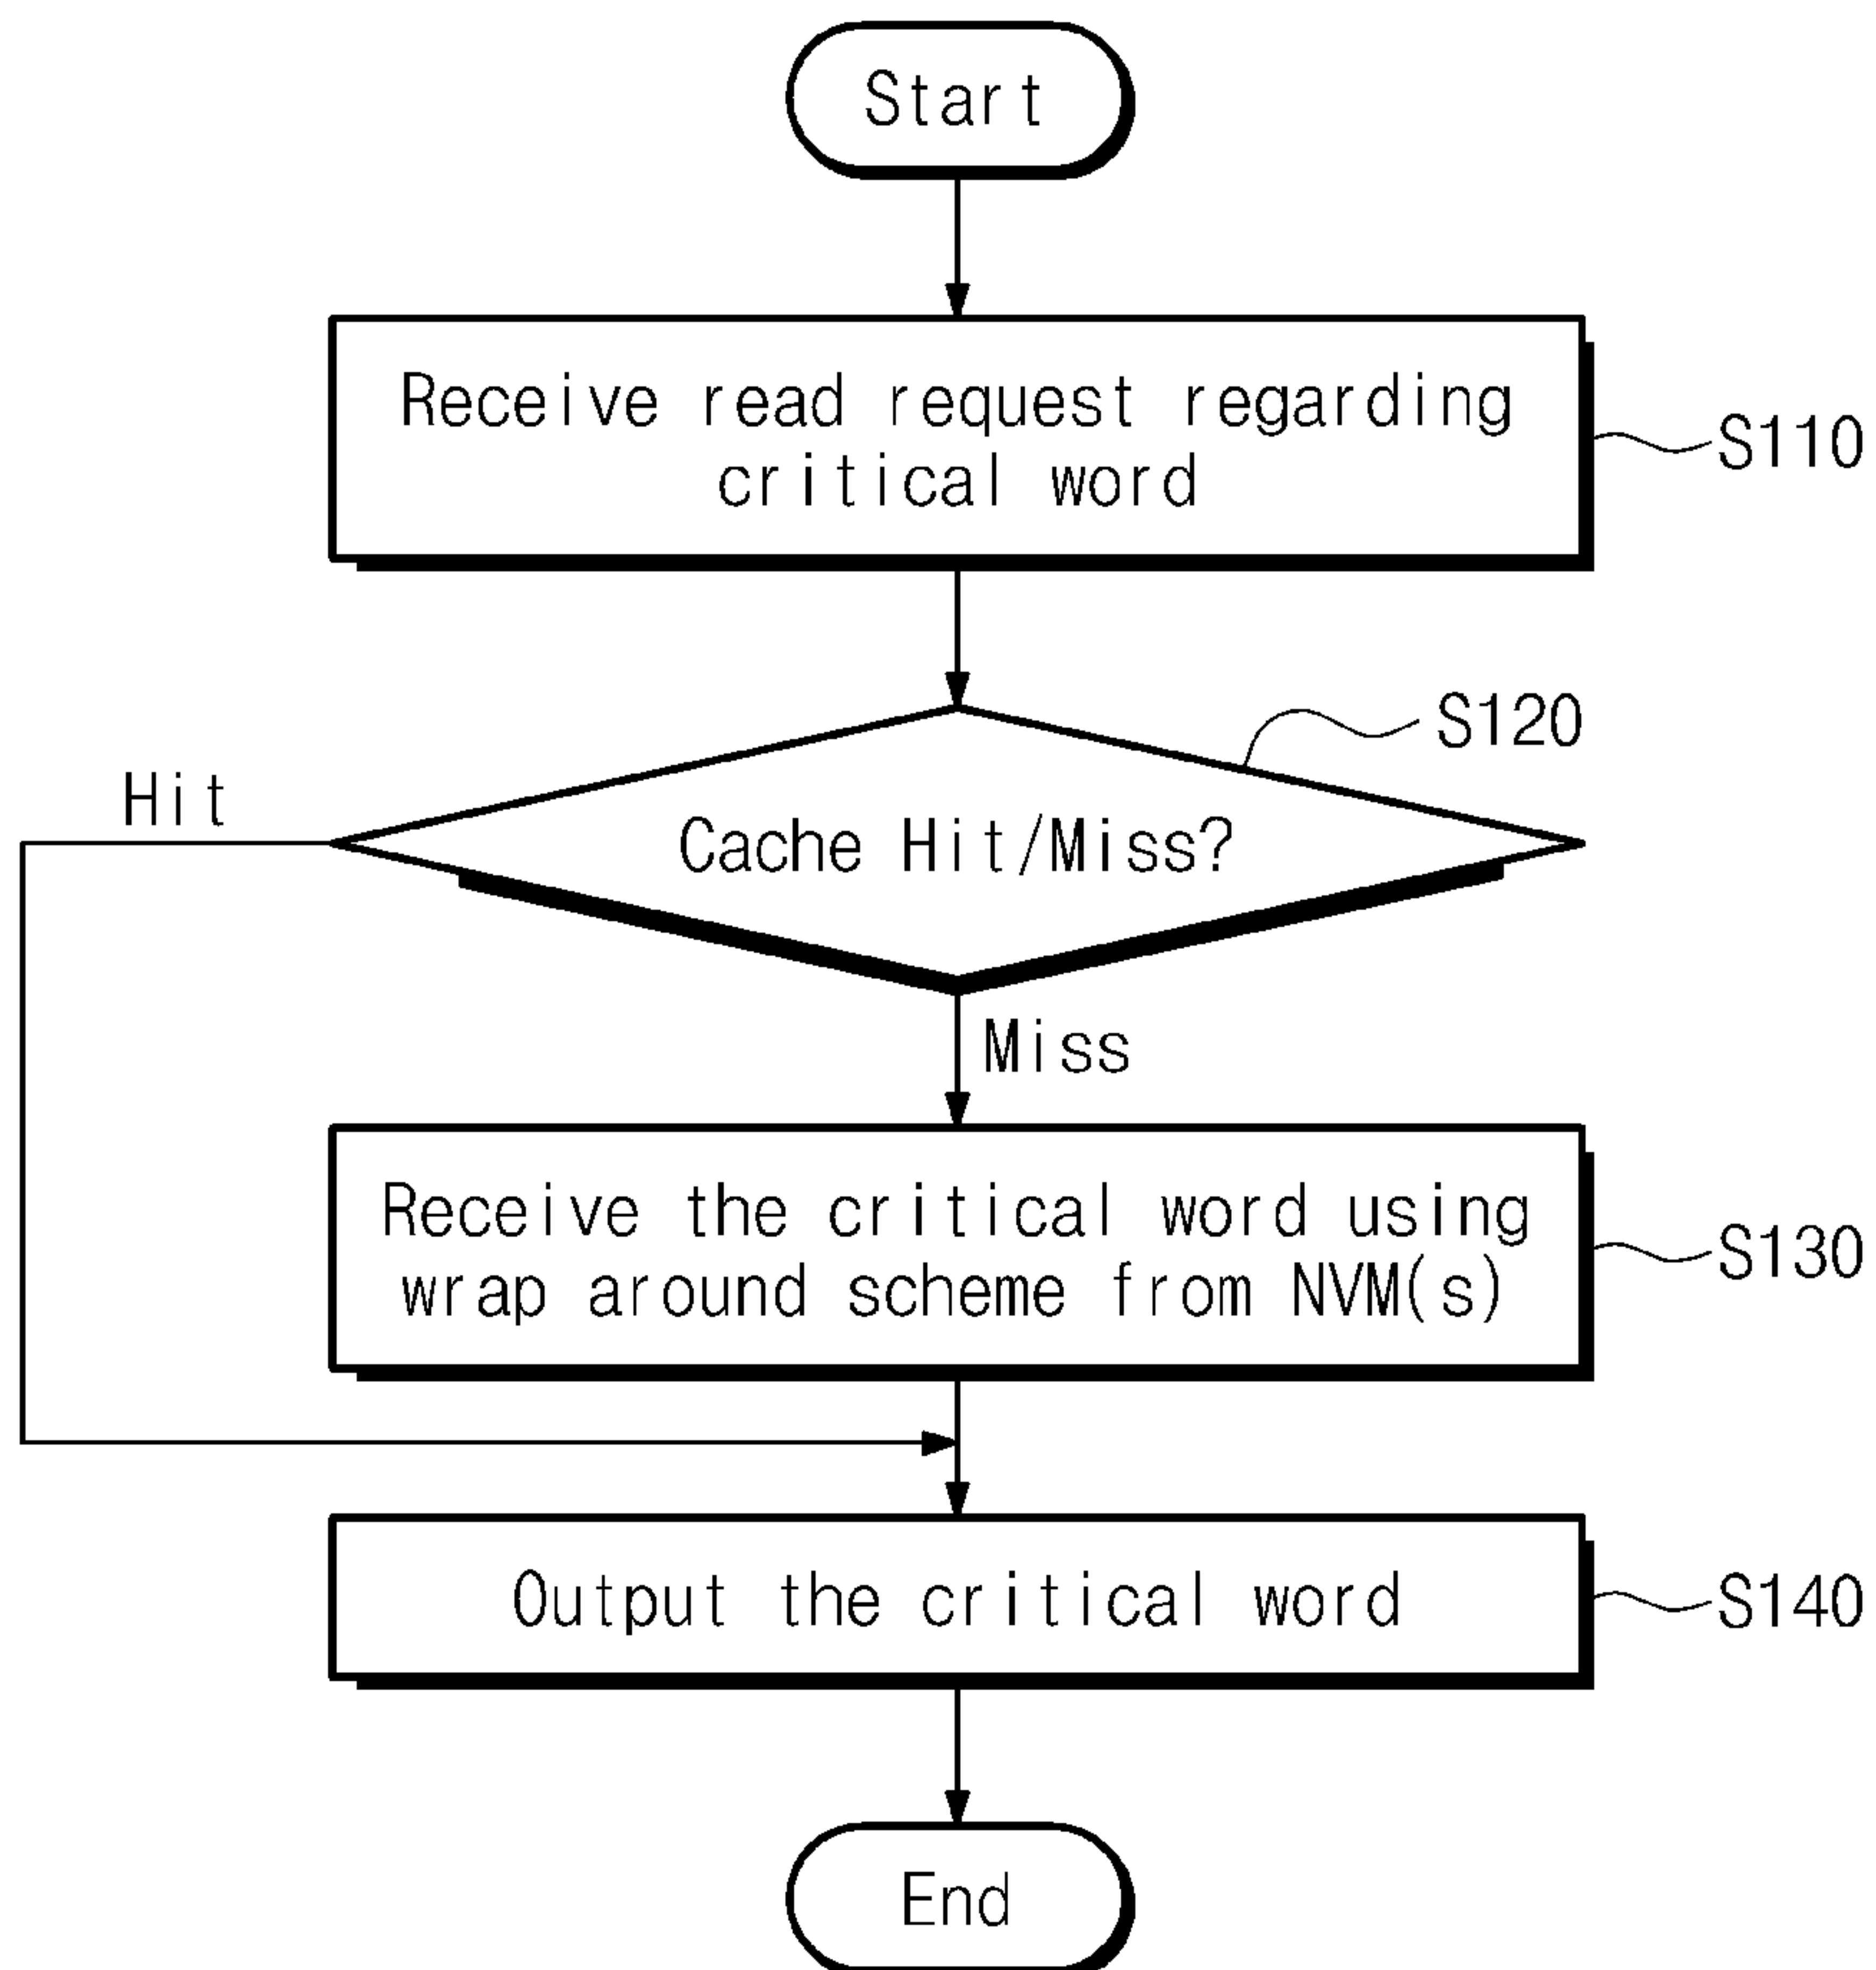 Start
Receive read request regarding
critical word
S110
S120
Hit
Cache Hit/Miss?
Miss
Receive the critical word using
wrap around scheme from NVM(s)
S130
Output the critical word
S140
End